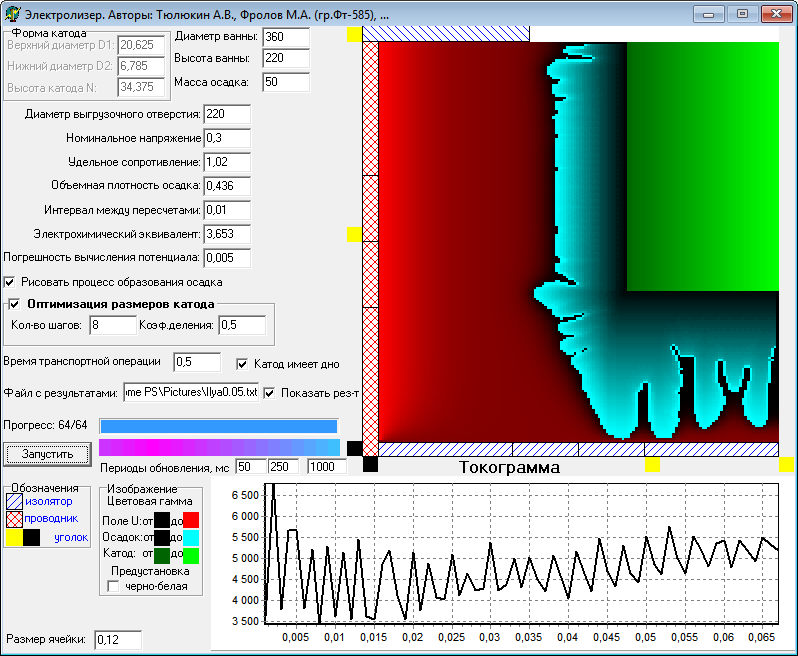 Электролизер. Авторы: Тюлюкин А.В., Фролов М.А. (гр.Фт-585), ...
Форма катода
Верхний диаметр D1: 20,625
Нижний диаметр D2: 6,785
Высота катода N: 34,375
Диаметр ванны: 360
Высота ванны: 220
Масса осадка: 50
Диаметр выгрузочного отверстия: 220
Номинальное напряжение 0,3
Удельное сопротивление: 1,02
Объемная плотность осадка: 0,436
Интервал между пересчетами: 0,01
Электрохимический эквивалент: 3,653
Погрешность вычисления потенциала: 0,005
Рисовать процесс образования осадка
Оптимизация размеров катода
Кол-во шагов: 8 Коэф.деления: 0,5
Время транспортной операции 0,5 Катод имеет дно
Файл с результатами: ome PS\Pictures\Ilya0.05.txt Показать рез-т
Прогресс: 64/64
Запустить
Периоды обновления, мс 50 250 1000
Токограмма
Обозначения
изолятор
проводник
уголок
Изображение
Цветовая гамма
Поле U: от до
Осадок: от до
Катод: от до
Предустановка
черно-белая
Размер ячейки: 0,12
6 500
6 000
5 500
5 000
4 500
4 000
3 500
0,005 0,01 0,015 0,02 0,025 0,03 0,035 0,04 0,045 0,05 0,055 0,06 0,065